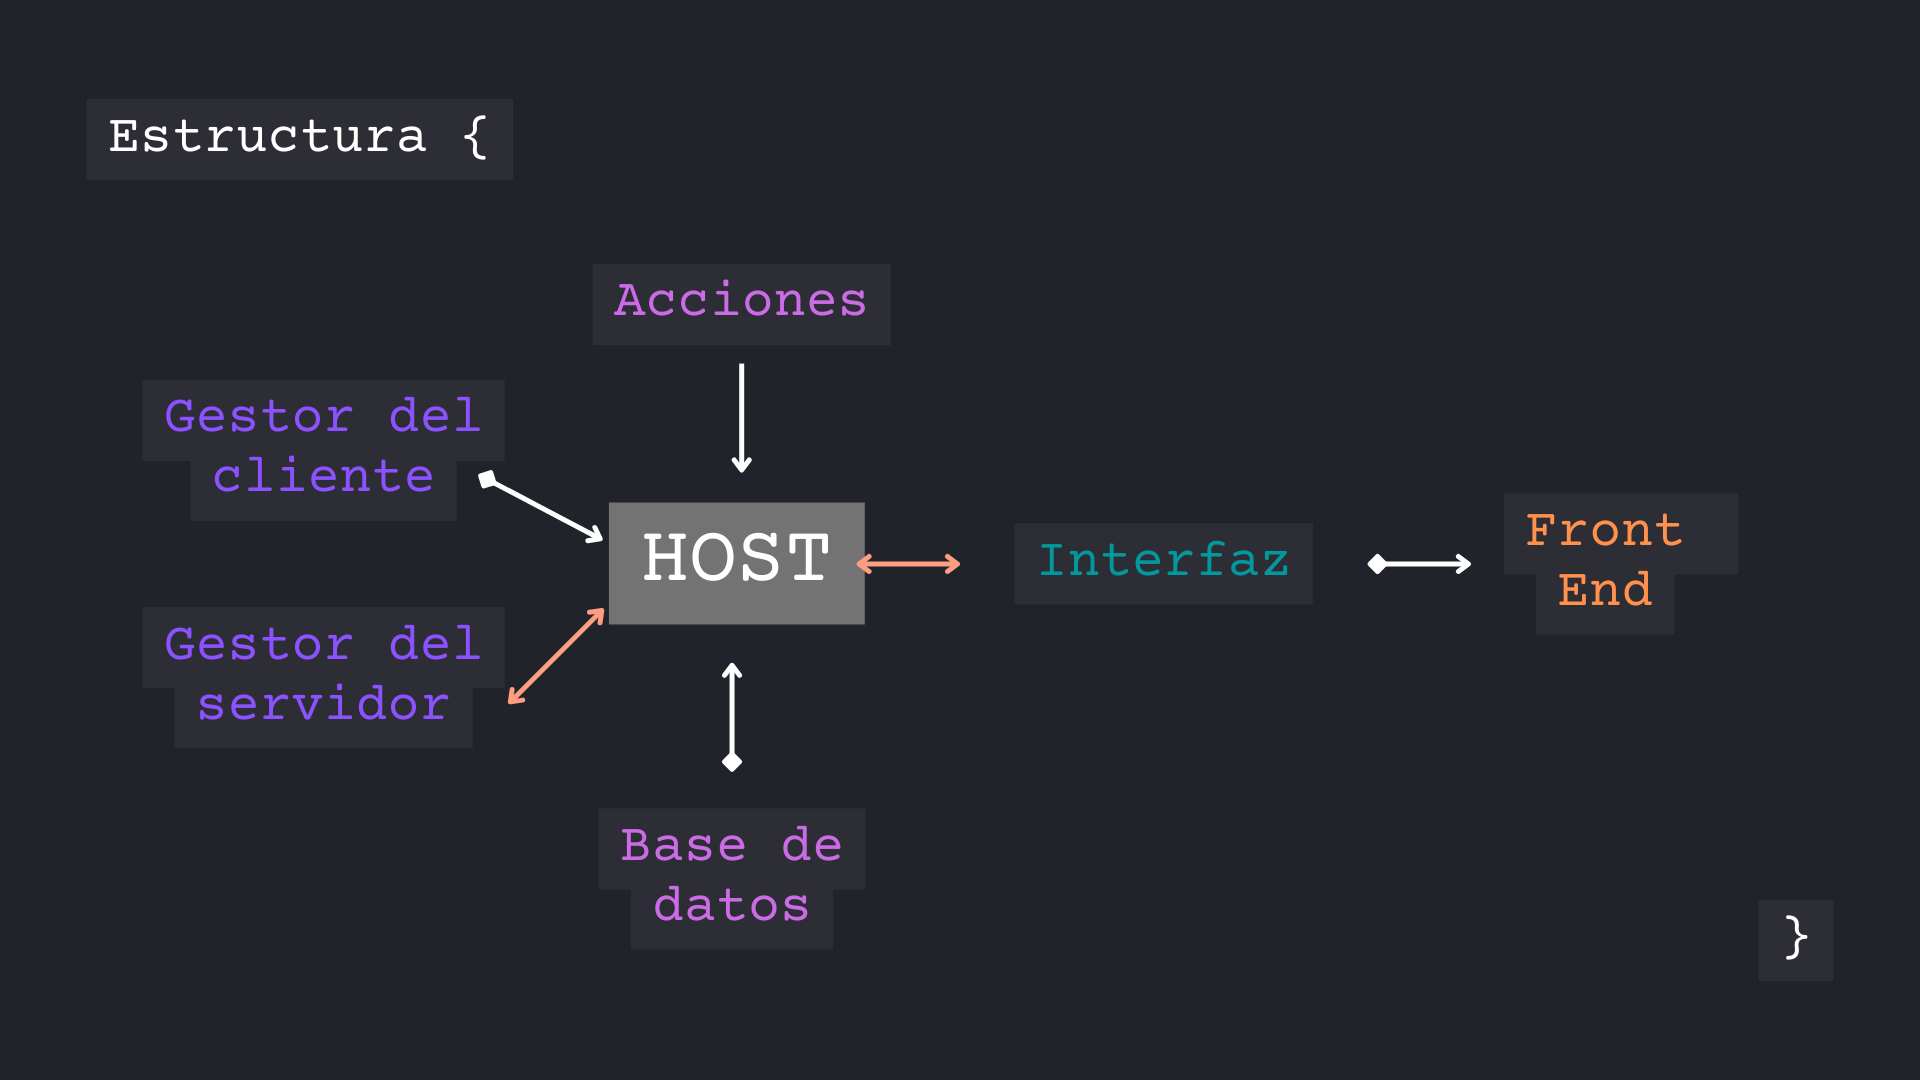 Estructura {
Acciones
Gestor del
cliente
HOST
Interfaz
Front
End
Gestor del
servidor
Base de
datos
}